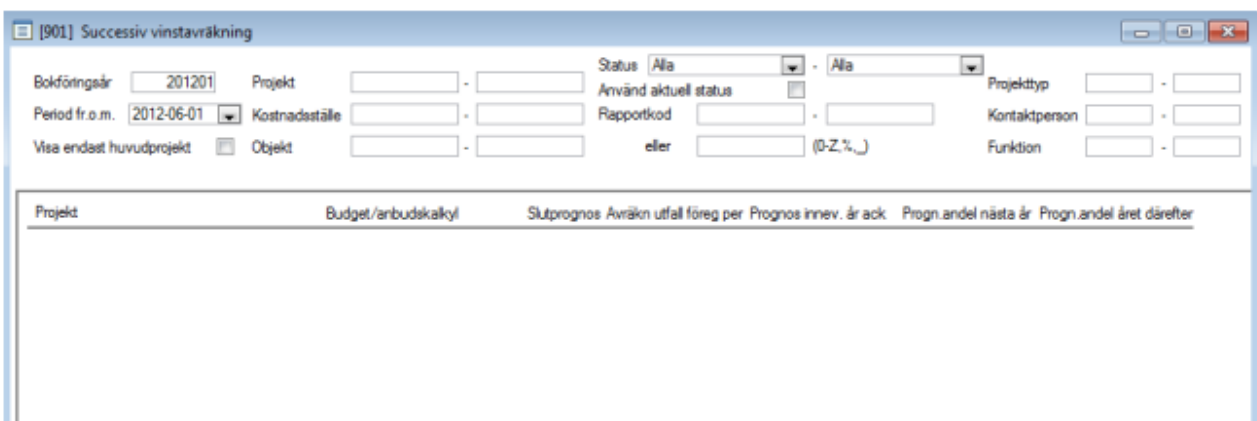 [901] Successiv vinstavräkning
Status Alla - Alla
Bokföringsår 201201 Projekt - Använd aktuell status Projekttyp -
Period fr.o.m. 2012-06-01 Kostnadsställe - Rapportkod - Kontaktperson -
Visa endast huvudprojekt Objekt - eller (0-Z,%,_) Funktion -
Projekt Budget/anbudskalkyl Slutprognos Avräkn utfall föreg per Prognos innev. år ack Progn.andel nästa år Progn.andel året därefter